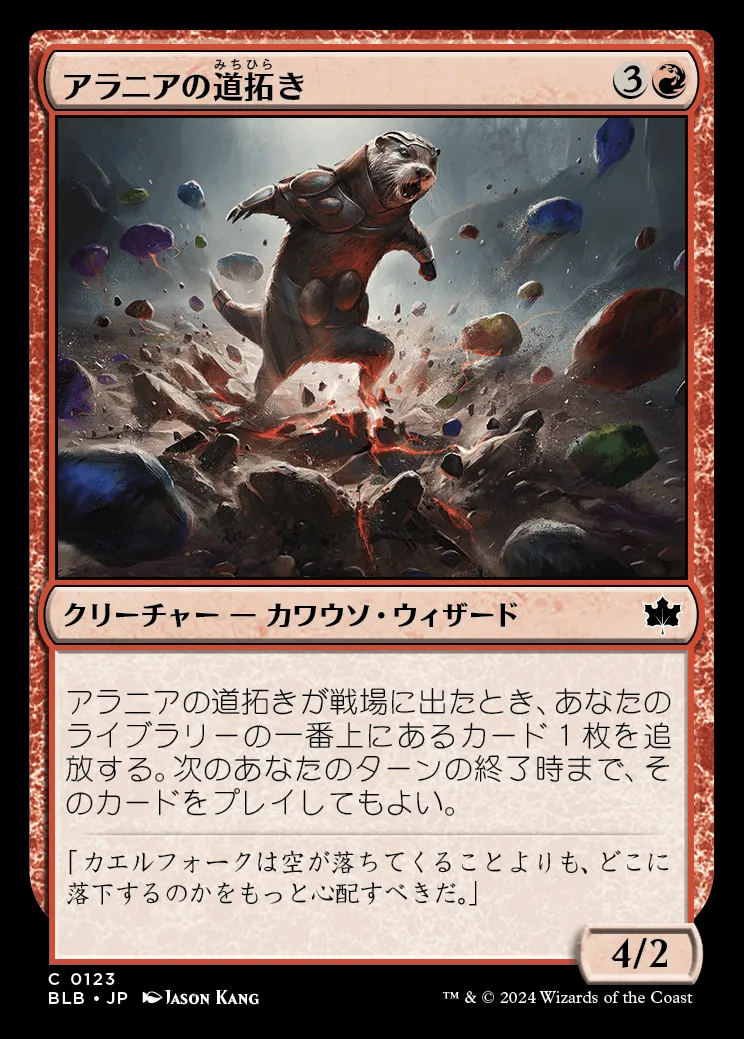 みちひら
アラニアの道拓き
3
クリーチャー — カワウソ・ウィザード
アラニアの道拓きが戦場に出たとき、あなたの
ライブラリーの一番上にあるカード1枚を追
放する。次のあなたのターンの終了時まで、そ
のカードをプレイしてもよい。
「カエルフォークは空が落ちてくることよりも、どこに
落下するのかをもっと心配すべきだ。」
4/2
C 0123
BLB • JP Jason Kang
™ & © 2024 Wizards of the Coast